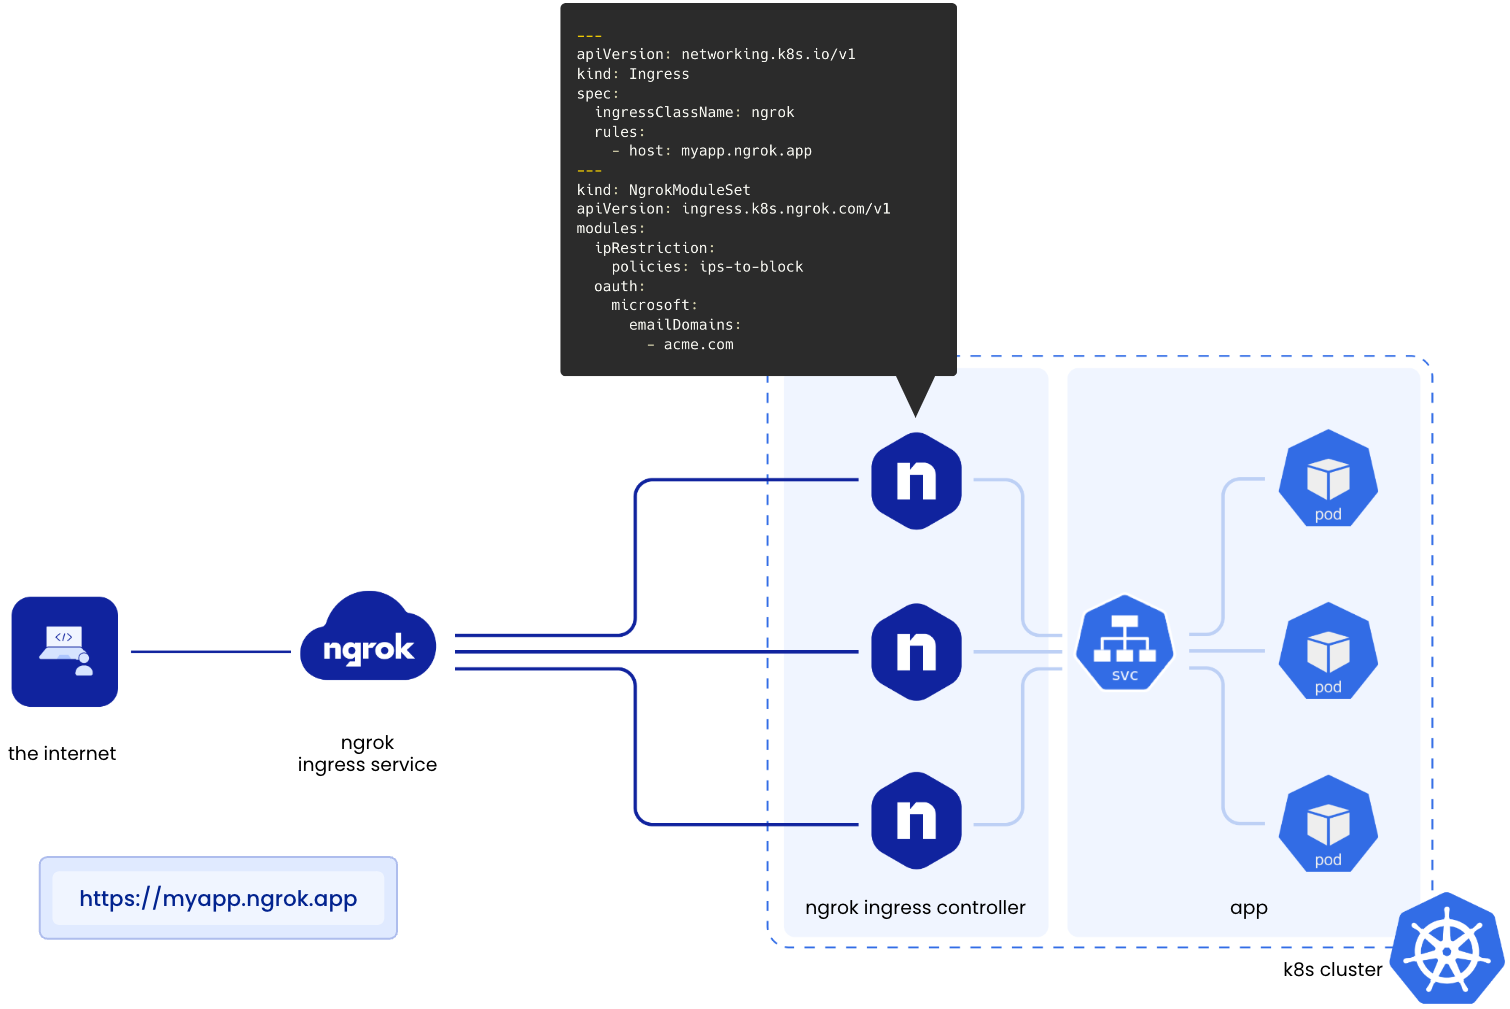 ---
apiVersion: networking.k8s.io/v1
kind: Ingress
spec:
  ingressClassName: ngrok
  rules:
    - host: myapp.ngrok.app
---
kind: NgrokModuleSet
apiVersion: ingress.k8s.ngrok.com/v1
modules:
  ipRestriction:
    policies: ips-to-block
  oauth:
    microsoft:
      emailDomains:
        - acme.com
n
n
n
ngrok
svc
pod
pod
pod
the internet
ngrok
ingress service
https://myapp.ngrok.app
ngrok ingress controller
app
k8s cluster